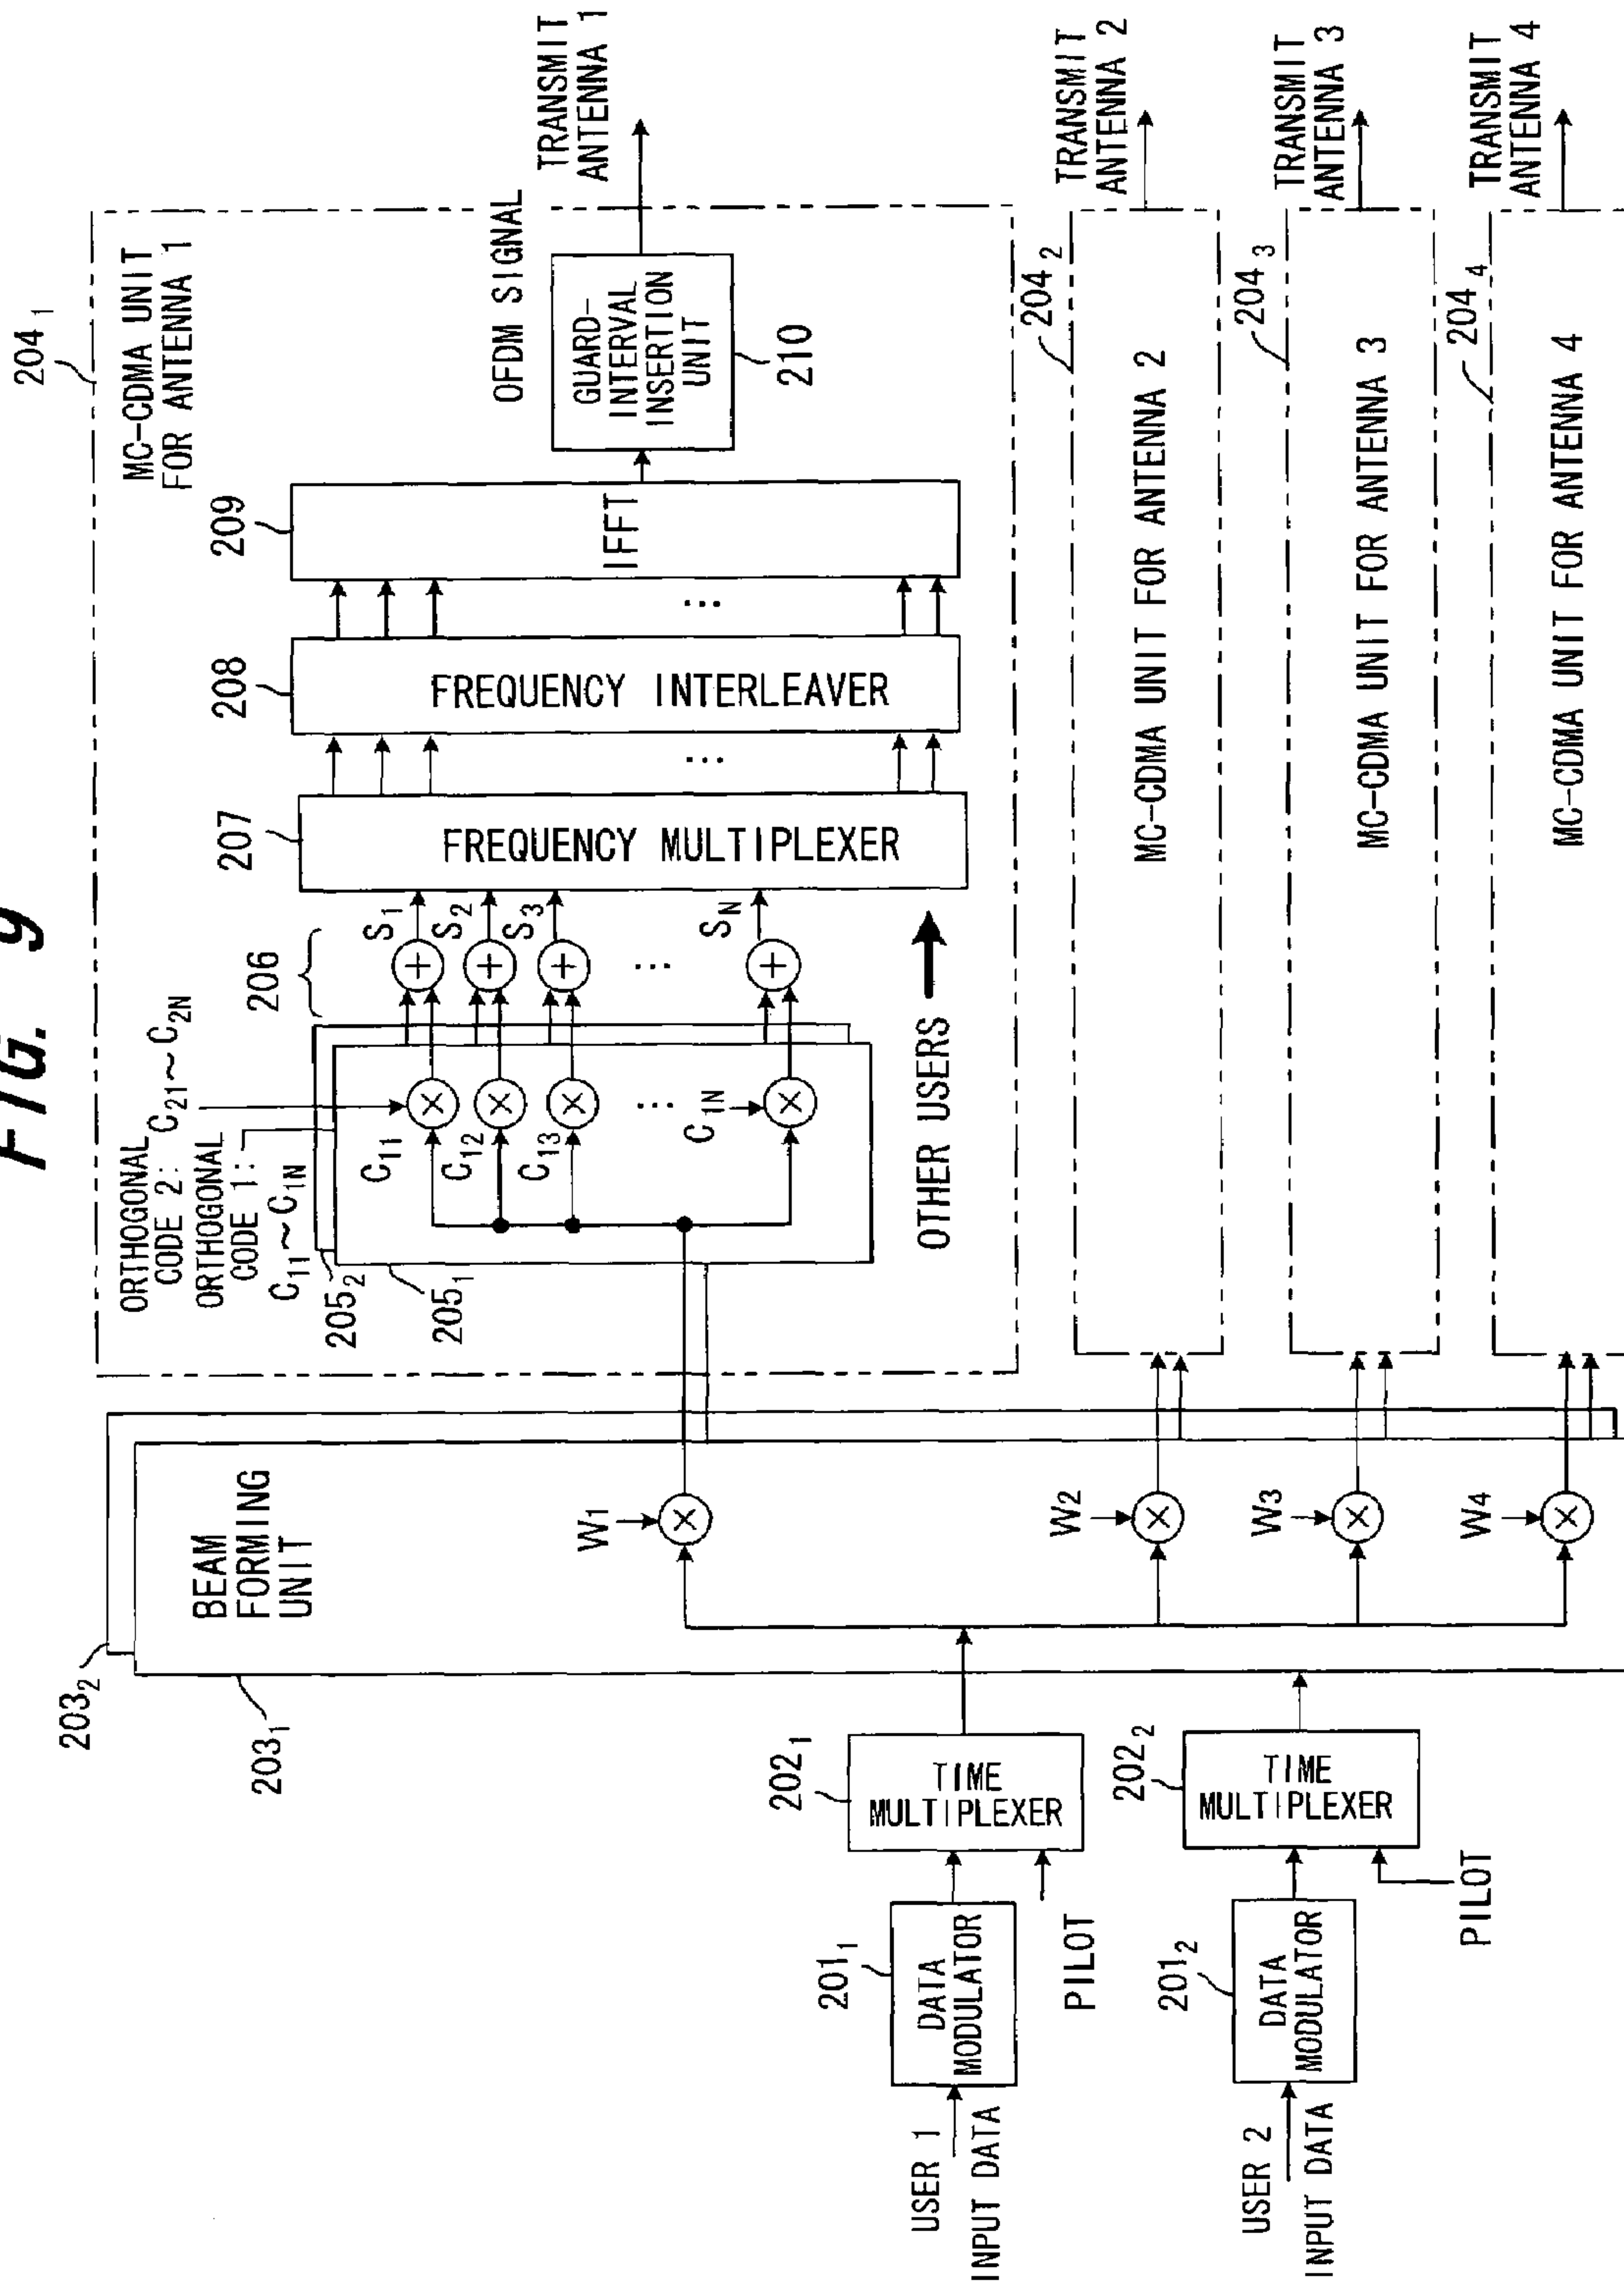 FIG. 9
204₁
MC-CDMA UNIT
FOR ANTENNA 1
ORTHOGONAL
CODE 2: C₂₁~C₂N
ORTHOGONAL
CODE 1:
C₁₁~C₁N
205₂
205₁
C₁₁
C₁₂
C₁₃
...
C₁N
206
S₁
S₂
S₃
...
SN
207
FREQUENCY MULTIPLEXER
...
208
FREQUENCY INTERLEAVER
...
209
IFFT
OFDM SIGNAL
GUARD-
INTERVAL
INSERTION
UNIT
210
TRANSMIT
ANTENNA 1
OTHER USERS
203₂
203₁
BEAM
FORMING
UNIT
W₁
W₂
W₃
W₄
USER 1
INPUT DATA
201₁
DATA
MODULATOR
PILOT
202₁
TIME
MULTIPLEXER
USER 2
INPUT DATA
201₂
DATA
MODULATOR
PILOT
202₂
TIME
MULTIPLEXER
204₂
MC-CDMA UNIT FOR ANTENNA 2
TRANSMIT
ANTENNA 2
204₃
MC-CDMA UNIT FOR ANTENNA 3
TRANSMIT
ANTENNA 3
204₄
MC-CDMA UNIT FOR ANTENNA 4
TRANSMIT
ANTENNA 4